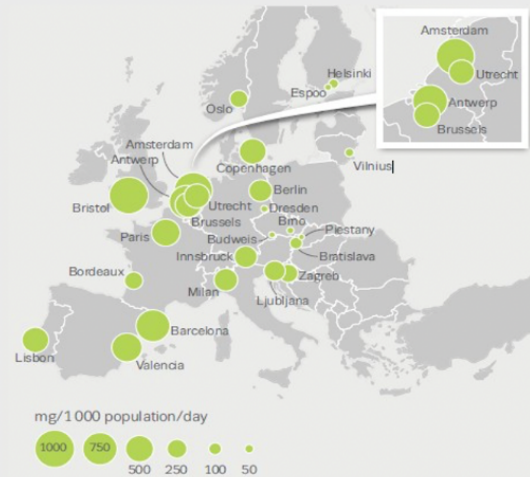 Amsterdam
Utrecht
Antwerp
Brussels
Helsinki
Espoo
Oslo
Vilnius
Amsterdam
Antwerp
Copenhagen
Berlin
Bristol
Utrecht
Dresden
Brussels
Brno
Piestany
Paris
Budweis
Innsbruck
Bratislava
Bordeaux
Zagreb
Milan
Ljubljana
Barcelona
Lisbon
Valencia
mg/1 000 population/day
1000 750
500 250 100 50